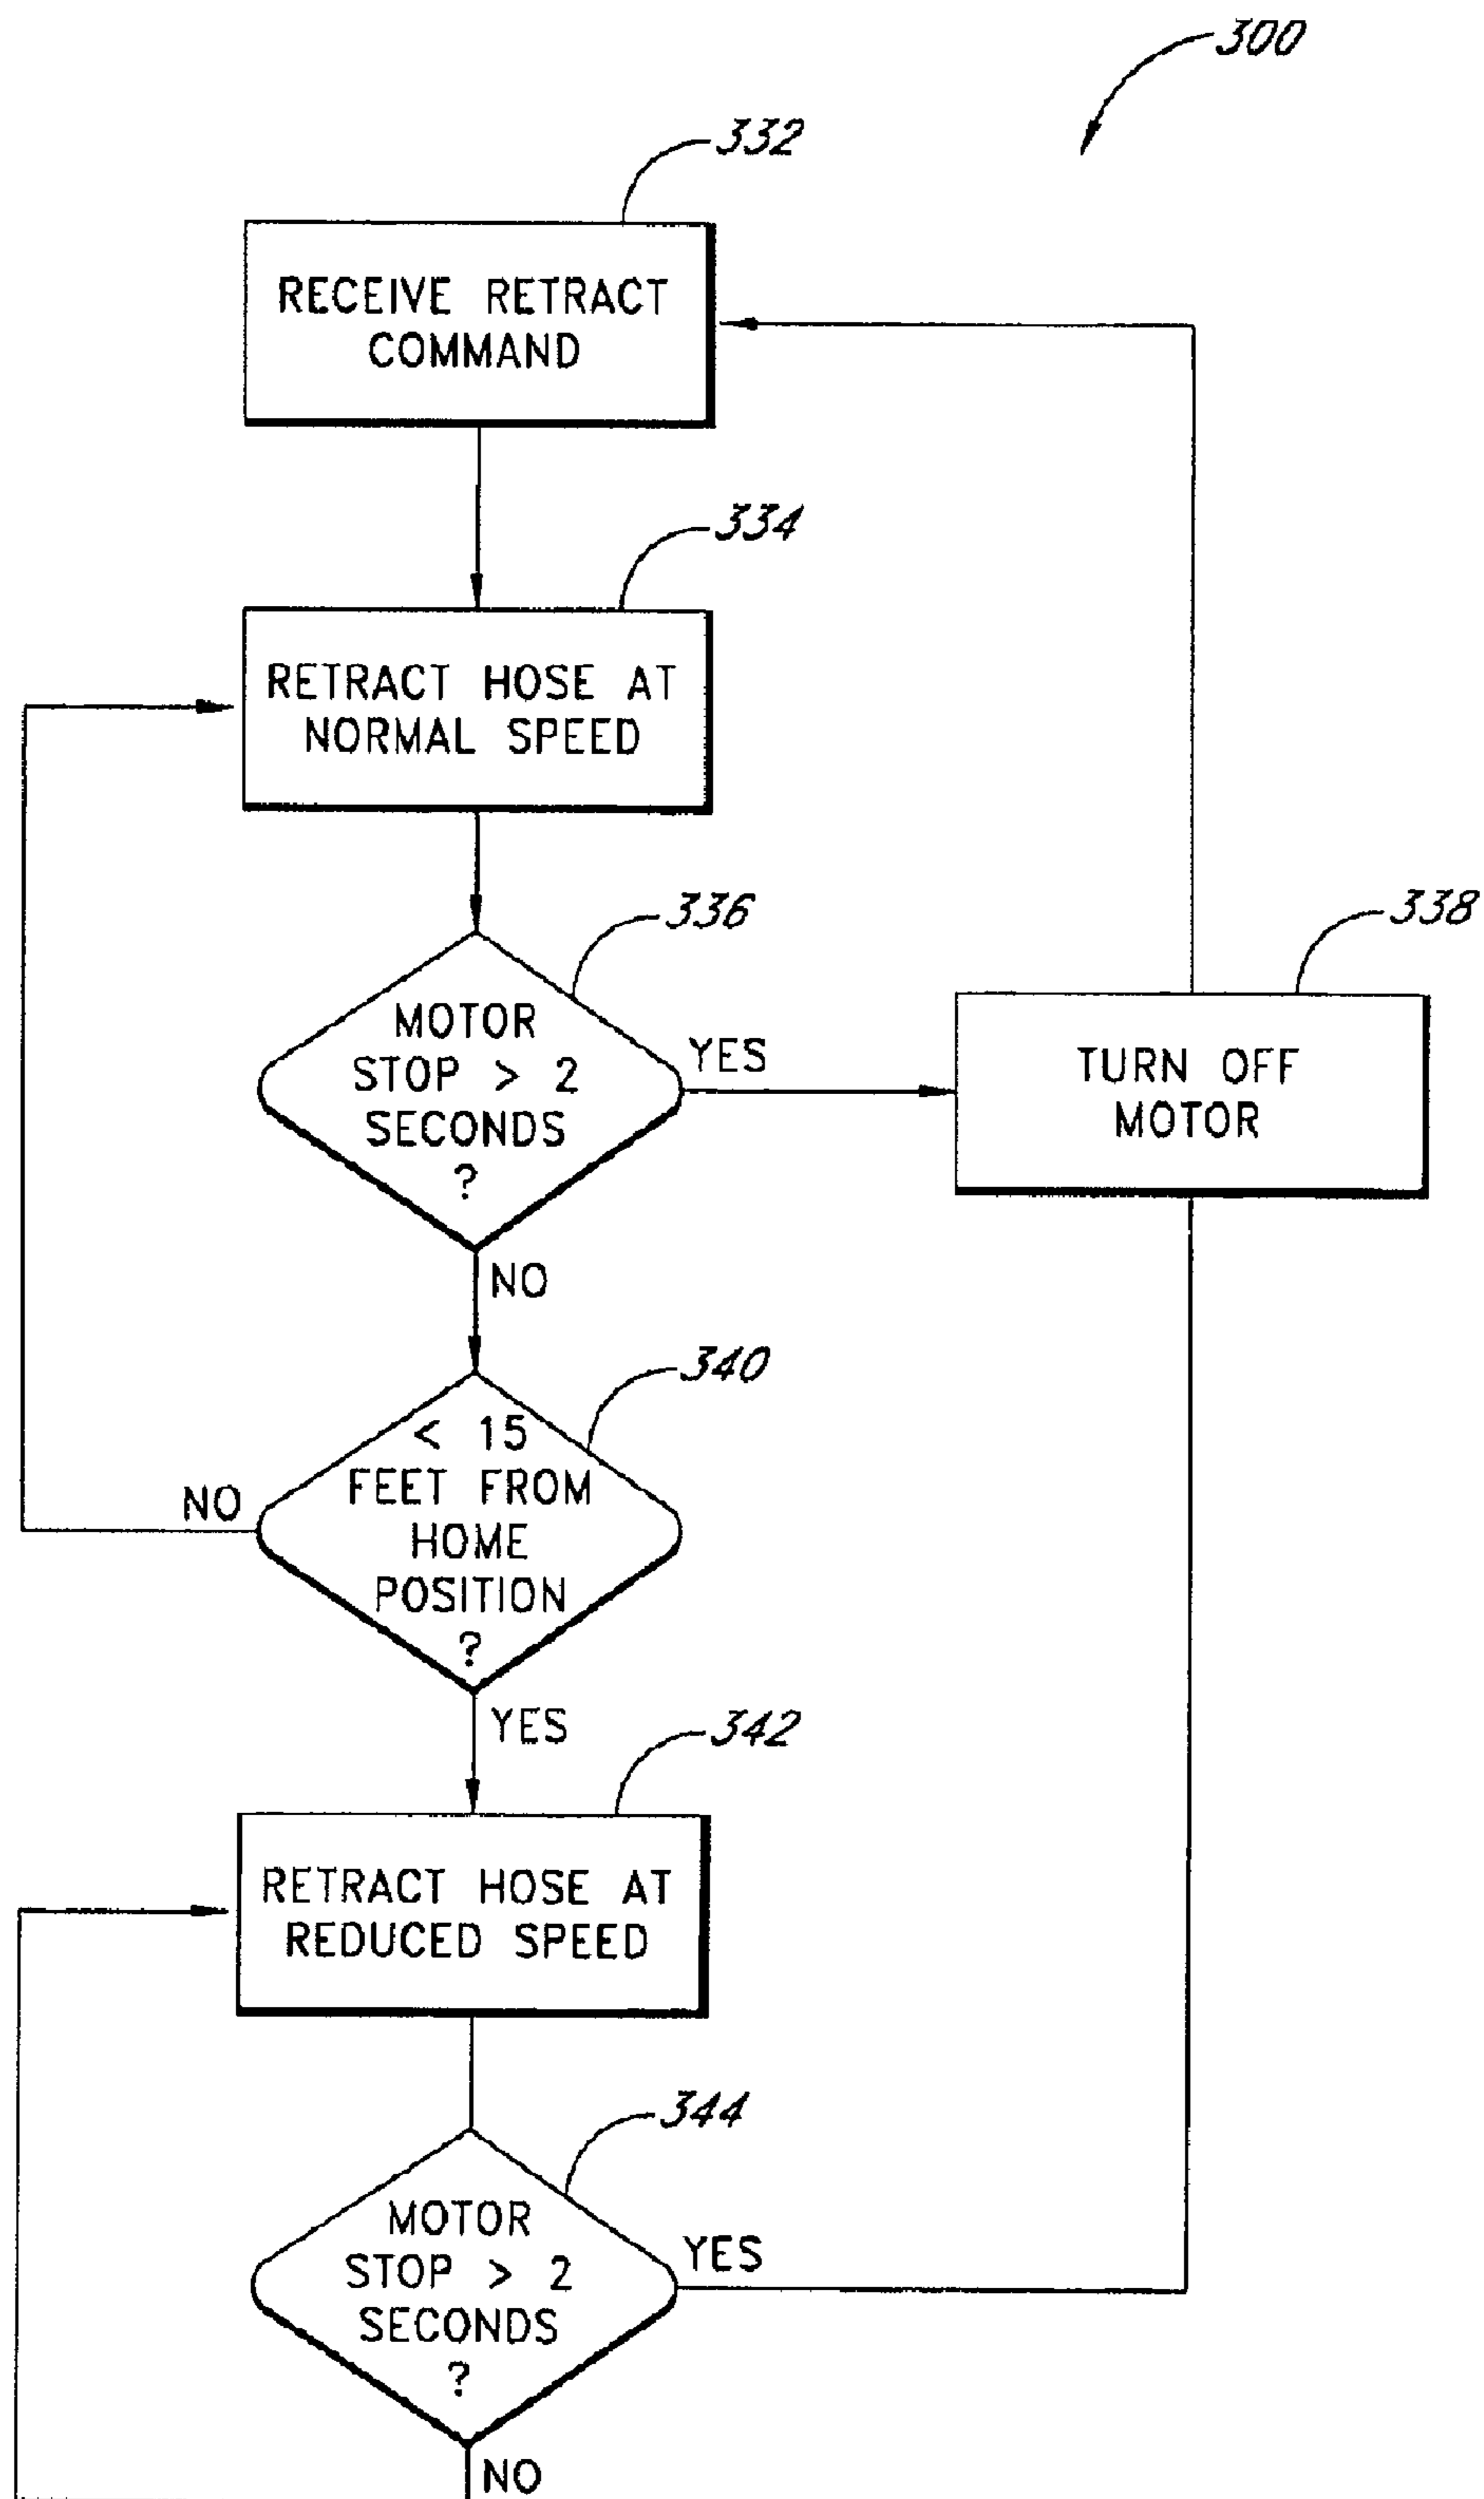 300
332
RECEIVE RETRACT
COMMAND
334
RETRACT HOSE AT
NORMAL SPEED
336
MOTOR
STOP > 2
SECONDS
?
YES
NO
338
TURN OFF
MOTOR
340
< 15
FEET FROM
HOME
POSITION
?
NO
YES
342
RETRACT HOSE AT
REDUCED SPEED
344
MOTOR
STOP > 2
SECONDS
?
YES
NO